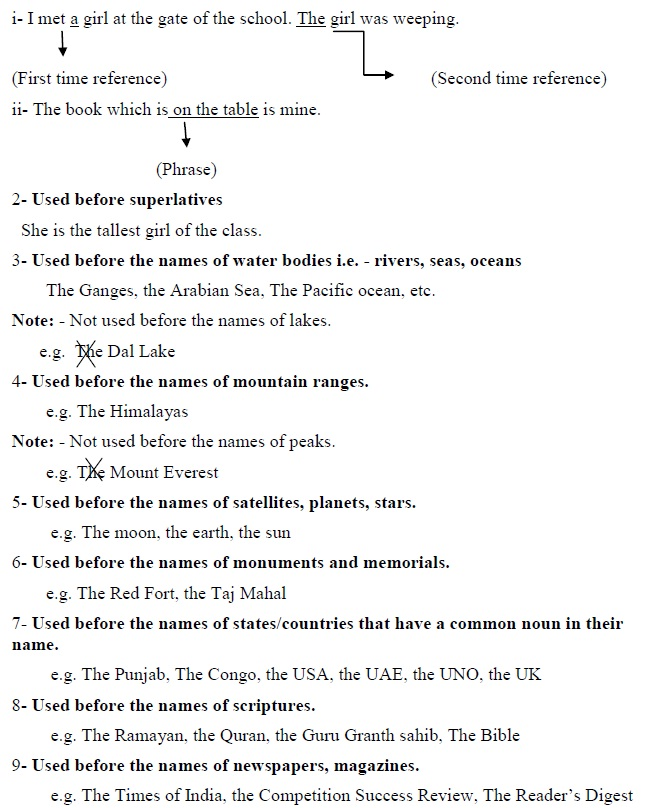 i- I met a girl at the gate of the school. The girl was weeping.
(First time reference) (Second time reference)
ii- The book which is on the table is mine.
(Phrase)
2- Used before superlatives
She is the tallest girl of the class.
3- Used before the names of water bodies i.e. - rivers, seas, oceans
The Ganges, the Arabian Sea, The Pacific ocean, etc.
Note: - Not used before the names of lakes.
e.g. The Dal Lake
4- Used before the names of mountain ranges.
e.g. The Himalayas
Note: - Not used before the names of peaks.
e.g. The Mount Everest
5- Used before the names of satellites, planets, stars.
e.g. The moon, the earth, the sun
6- Used before the names of monuments and memorials.
e.g. The Red Fort, the Taj Mahal
7- Used before the names of states/countries that have a common noun in their
name.
e.g. The Punjab, The Congo, the USA, the UAE, the UNO, the UK
8- Used before the names of scriptures.
e.g. The Ramayan, the Quran, the Guru Granth sahib, The Bible
9- Used before the names of newspapers, magazines.
e.g. The Times of India, the Competition Success Review, The Reader's Digest